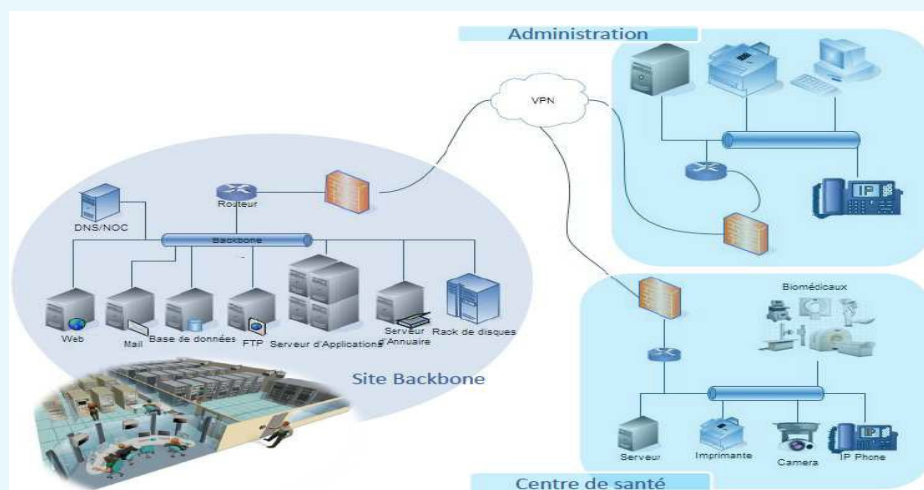 Administration
VPN
IP
Routeur
DNS/NOC
Backbone
Web
Mail
Base de données
FTP
Serveur d'Applications
Serveur
d'Annuaire
Rack de disques
Site Backbone
Biomédicaux
Serveur
Imprimante
Camera
IP Phone
Centre de santé